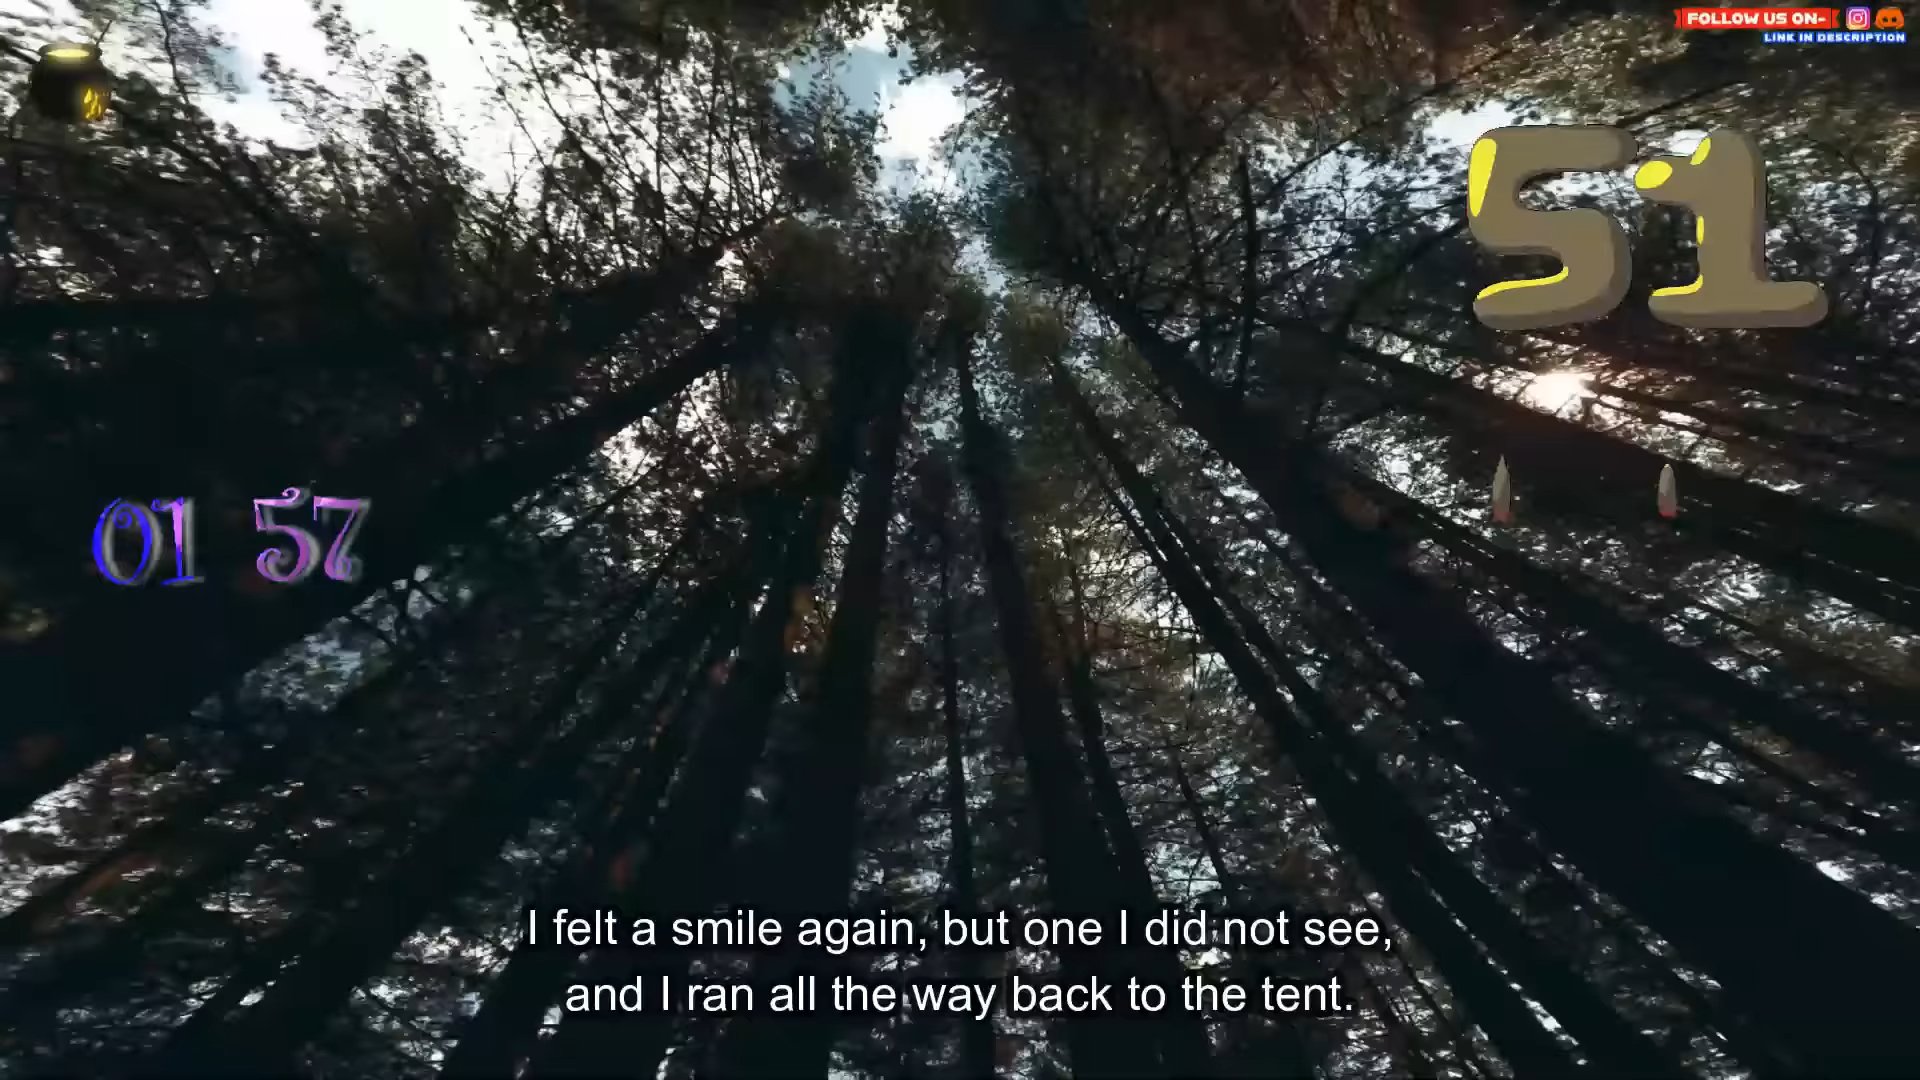 FOLLOW US ON-
LINK IN DESCRIPTION
51
01 57
I felt a smile again, but one I did not see,
and I ran all the way back to the tent.